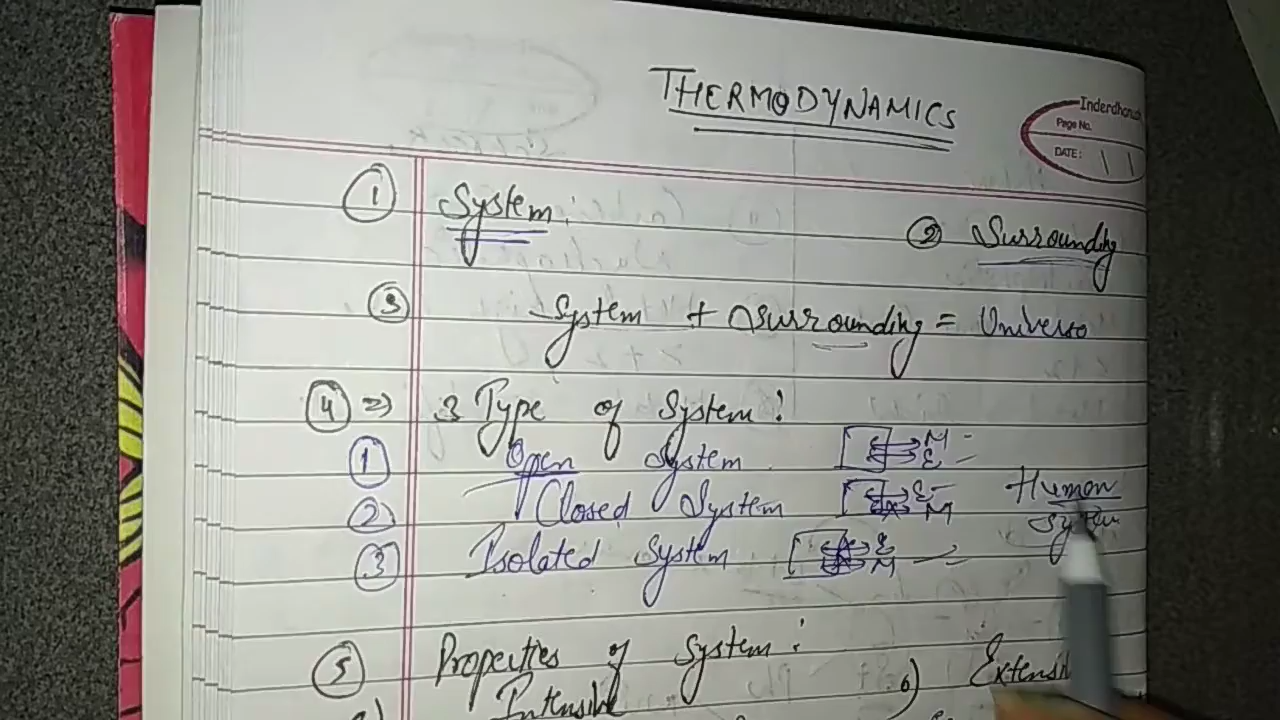 THERMODYNAMICS
Inderdhanush
Page No.
DATE:
① System: ② Surrounding
③ System + Surrounding = Universe
④ => 3 Type of System:
① Open System M
E
② Closed System E
M
Human
System
③ Isolated System E
M
⑤ Properties of System:
a) Intensive b) Extensi